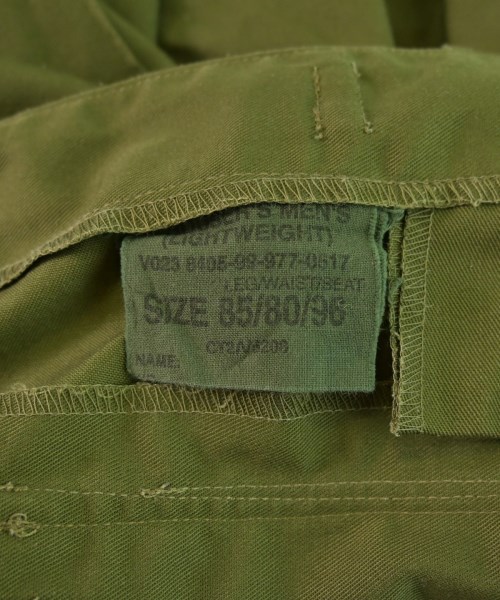 MEN'S
(LIGHTWEIGHT)
V023 8405-99-977-0517
LEG/WAIST/SEAT
SIZE 85/80/96
NAME: